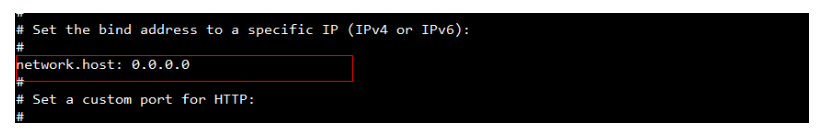 #
# Set the bind address to a specific IP (IPv4 or IPv6):
#
network.host: 0.0.0.0
#
# Set a custom port for HTTP:
#